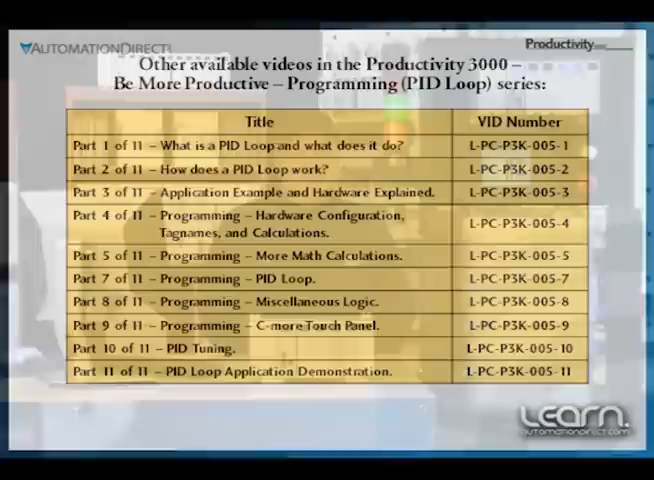 AUTOMATIONDIRECT
Productivity
Other available videos in the Productivity 3000 –
Be More Productive – Programming (PID Loop) series:
Title VID Number
Part 1 of 11 – What is a PID Loop and what does it do? L-PC-P3K-005-1
Part 2 of 11 – How does a PID Loop work? L-PC-P3K-005-2
Part 3 of 11 – Application Example and Hardware Explained. L-PC-P3K-005-3
Part 4 of 11 – Programming – Hardware Configuration,
Tagnames, and Calculations. L-PC-P3K-005-4
Part 5 of 11 – Programming – More Math Calculations. L-PC-P3K-005-5
Part 7 of 11 – Programming – PID Loop. L-PC-P3K-005-7
Part 8 of 11 – Programming – Miscellaneous Logic. L-PC-P3K-005-8
Part 9 of 11 – Programming – C-more Touch Panel. L-PC-P3K-005-9
Part 10 of 11 – PID Tuning. L-PC-P3K-005-10
Part 11 of 11 – PID Loop Application Demonstration. L-PC-P3K-005-11
LEARN.
AUTOMATIONDIRECT.COM